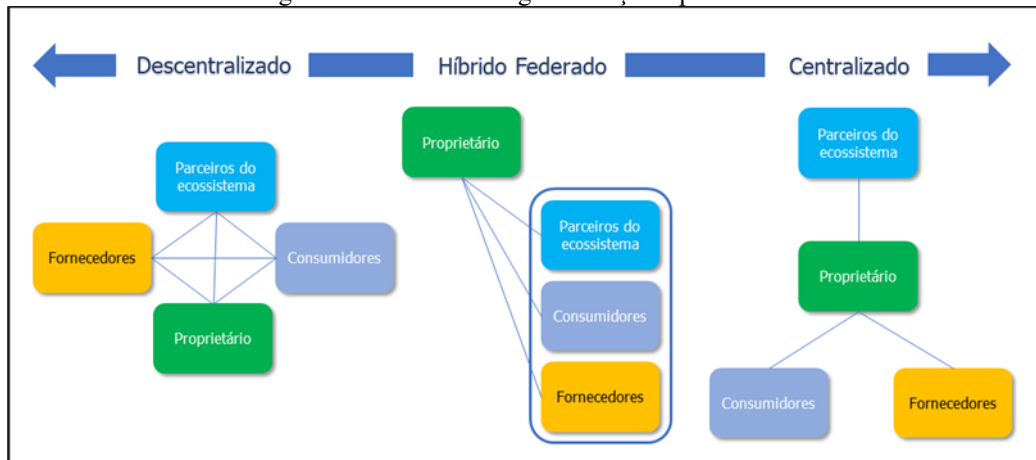 Descentralizado
Híbrido Federado
Centralizado
Parceiros do
ecossistema
Fornecedores
Consumidores
Proprietário
Proprietário
Parceiros do
ecossistema
Consumidores
Fornecedores
Parceiros do
ecossistema
Proprietário
Consumidores
Fornecedores